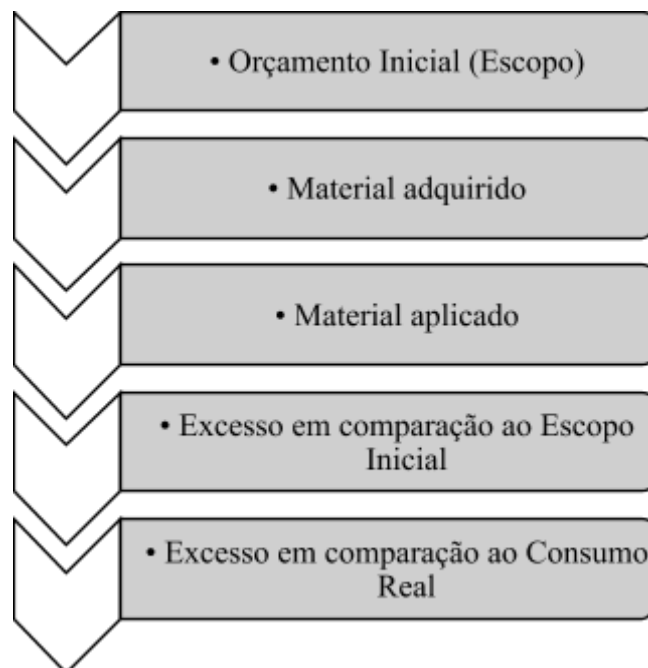 • Orçamento Inicial (Escopo)
• Material adquirido
• Material aplicado
• Excesso em comparação ao Escopo
Inicial
• Excesso em comparação ao Consumo
Real